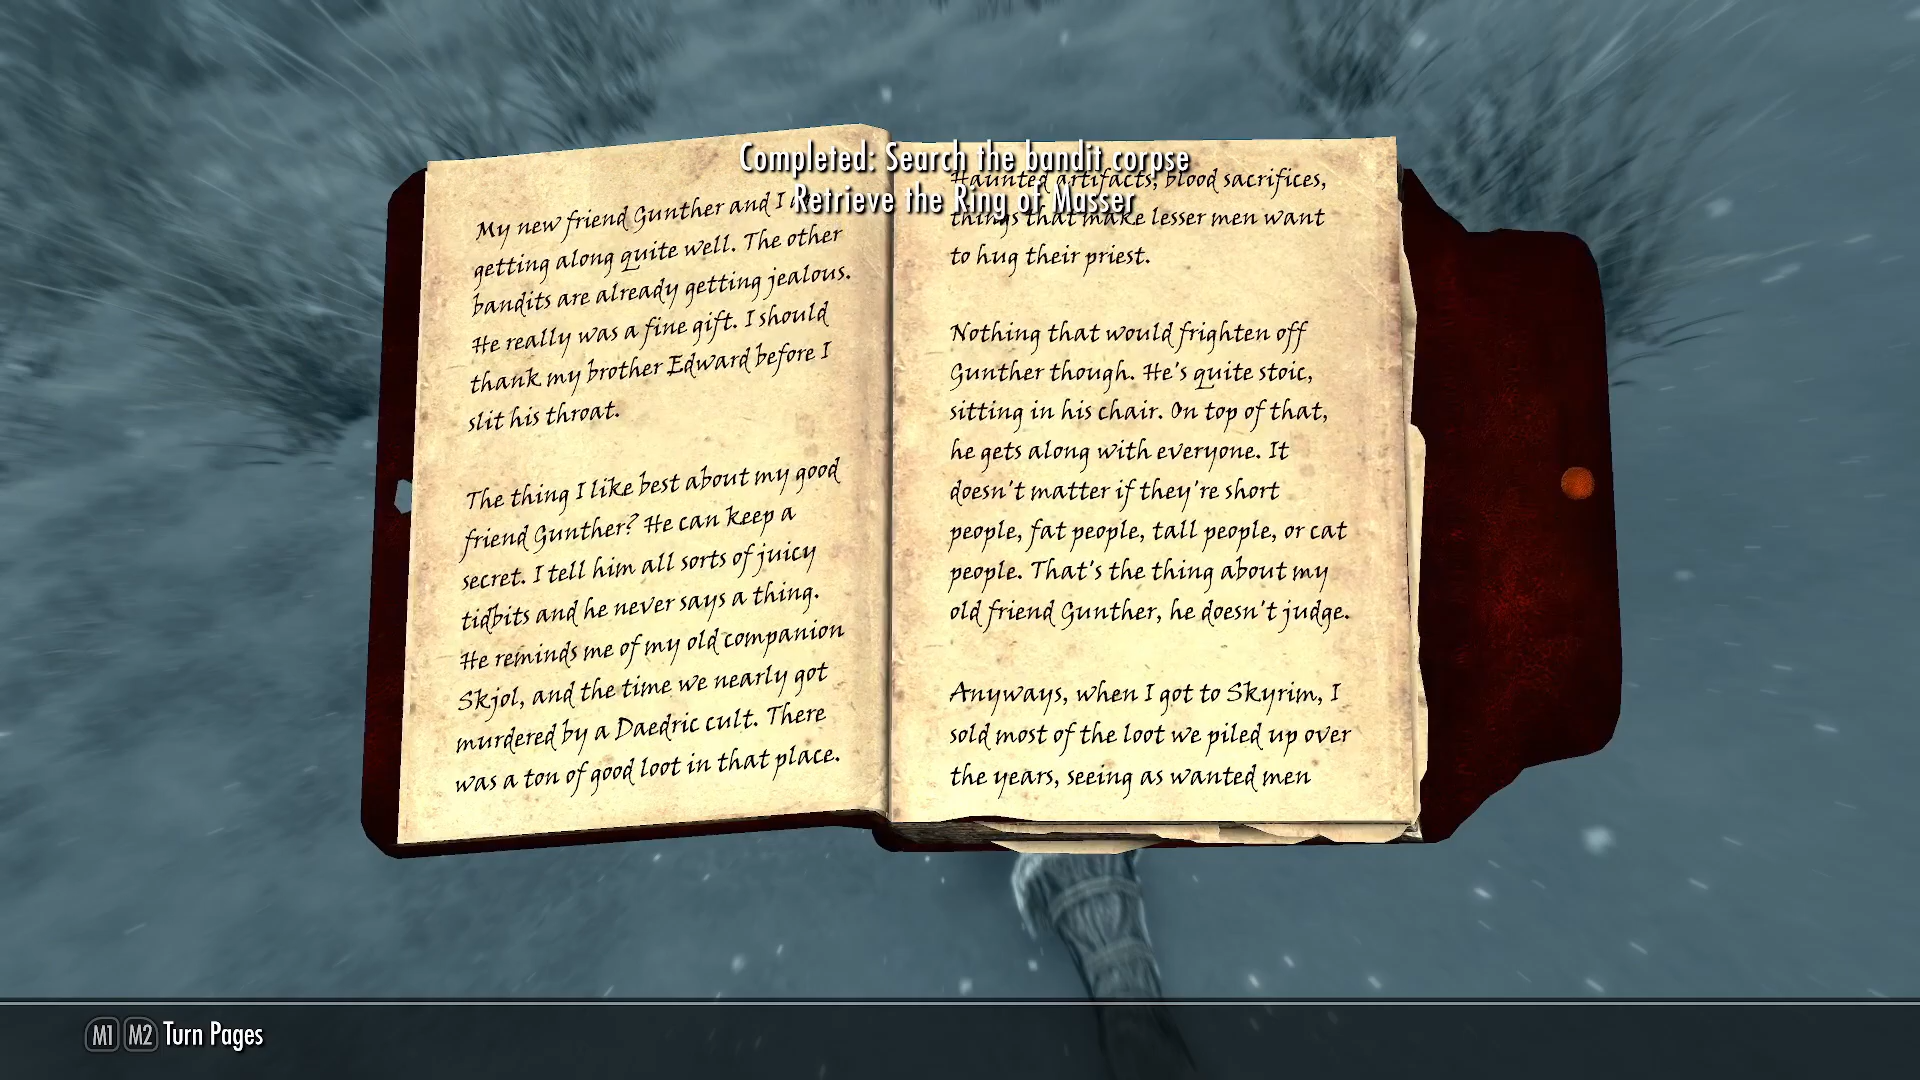 Completed: Search the bandit corpse
Retrieve the Ring of Masser
My new friend Gunther and I
getting along quite well. The other
bandits are already getting jealous.
He really was a fine gift. I should
thank my brother Edward before I
slit his throat.
The thing I like best about my good
friend Gunther? He can keep a
secret. I tell him all sorts of juicy
tidbits and he never says a thing.
He reminds me of my old companion
Skjol, and the time we nearly got
murdered by a Daedric cult. There
was a ton of good loot in that place.
Haunted artifacts, blood sacrifices,
things that make lesser men want
to hug their priest.
Nothing that would frighten off
Gunther though. He's quite stoic,
sitting in his chair. On top of that,
he gets along with everyone. It
doesn't matter if they're short
people, fat people, tall people, or cat
people. That's the thing about my
old friend Gunther, he doesn't judge.
Anyways, when I got to Skyrim, I
sold most of the loot we piled up over
the years, seeing as wanted men
M1 M2 Turn Pages